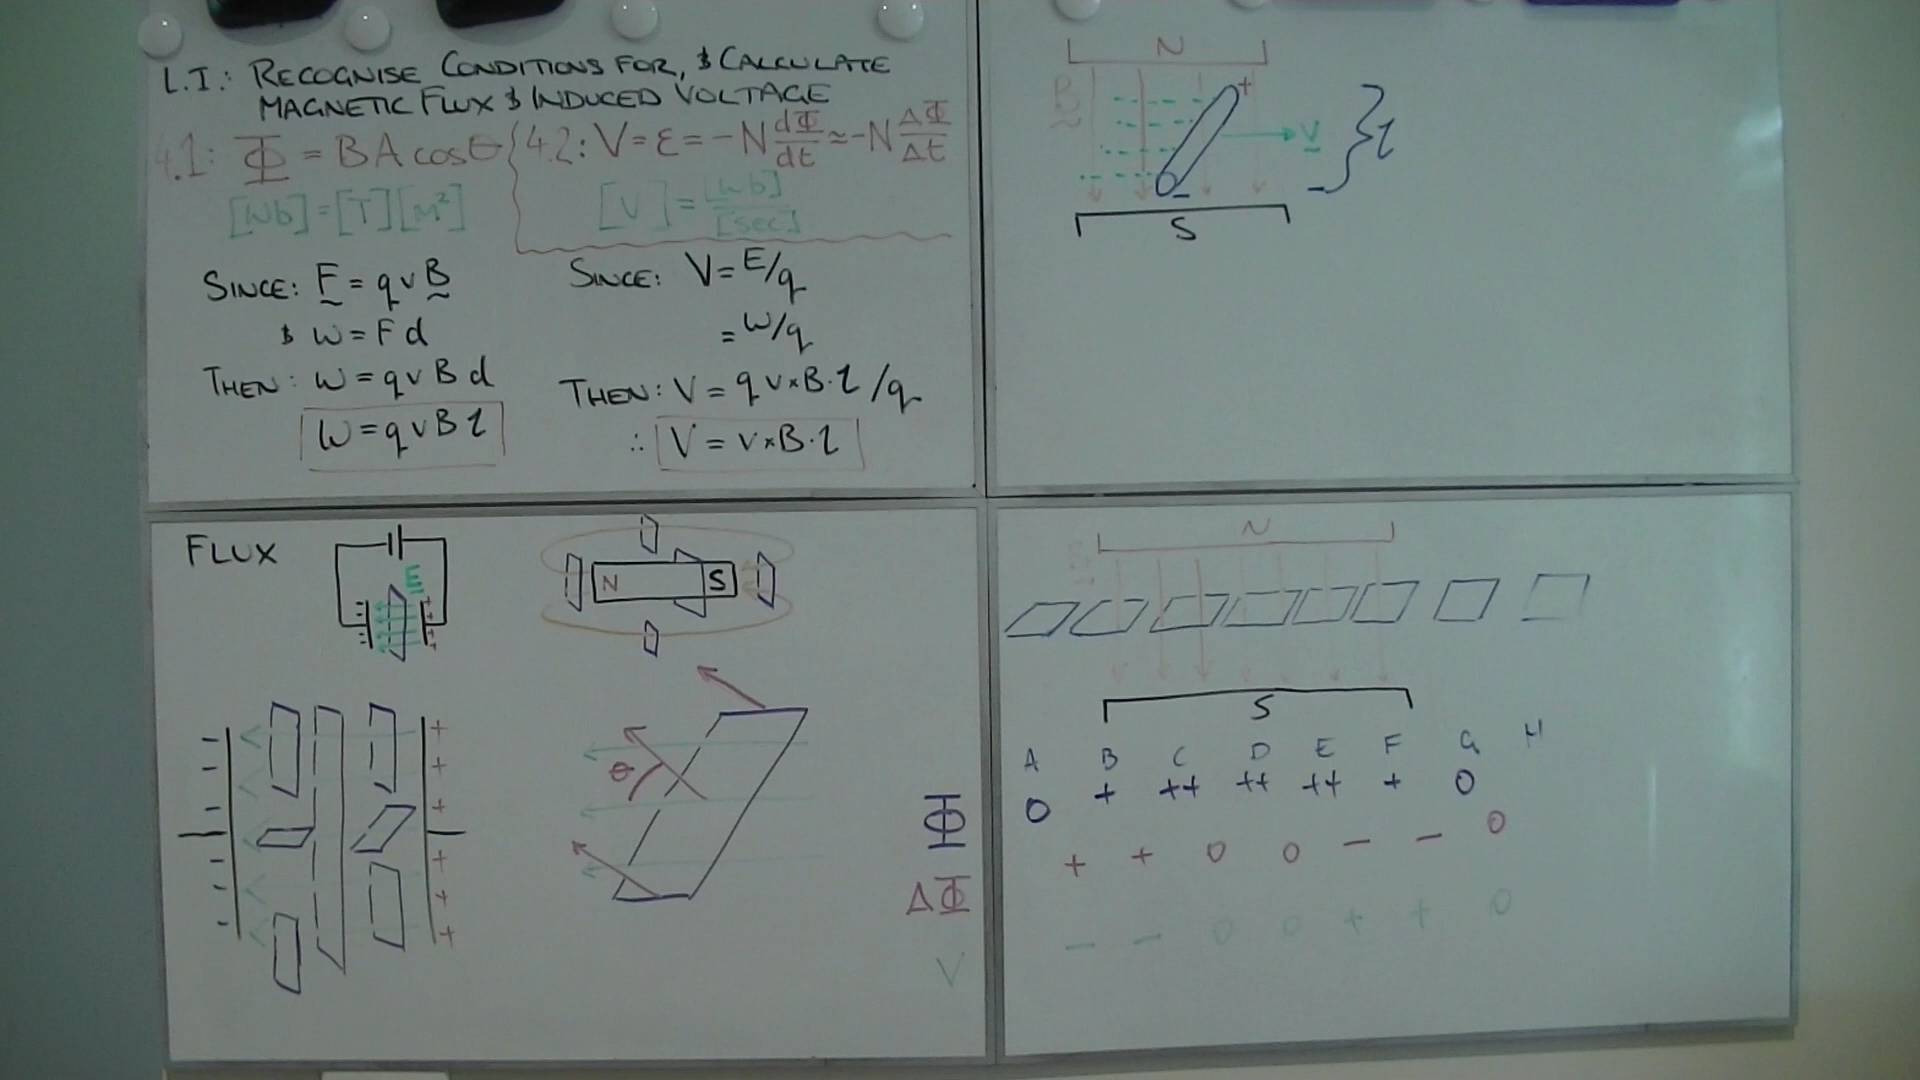 L.I.: RECOGNISE CONDITIONS FOR, & CALCULATE
MAGNETIC FLUX & INDUCED VOLTAGE
4.1: Φ = BA cosθ
[Wb] = [T][m²]
4.2: V = ε = -N dΦ/dt ≈ -N ΔΦ/Δt
[V] = [Wb]/[sec]
SINCE: F = qvB
& W = Fd
THEN: W = qvBd
W = qvBl
SINCE: V = E/q
= W/q
THEN: V = qv×B·l/q
∴ V = v×B·l
N
B
+
v
l
-
-
S
FLUX
E
N S
θ
Φ
ΔΦ
V
N
S
A B C D E F G H
0 + ++ ++ ++ + 0
+ + 0 0 - - 0
- - 0 0 + + 0